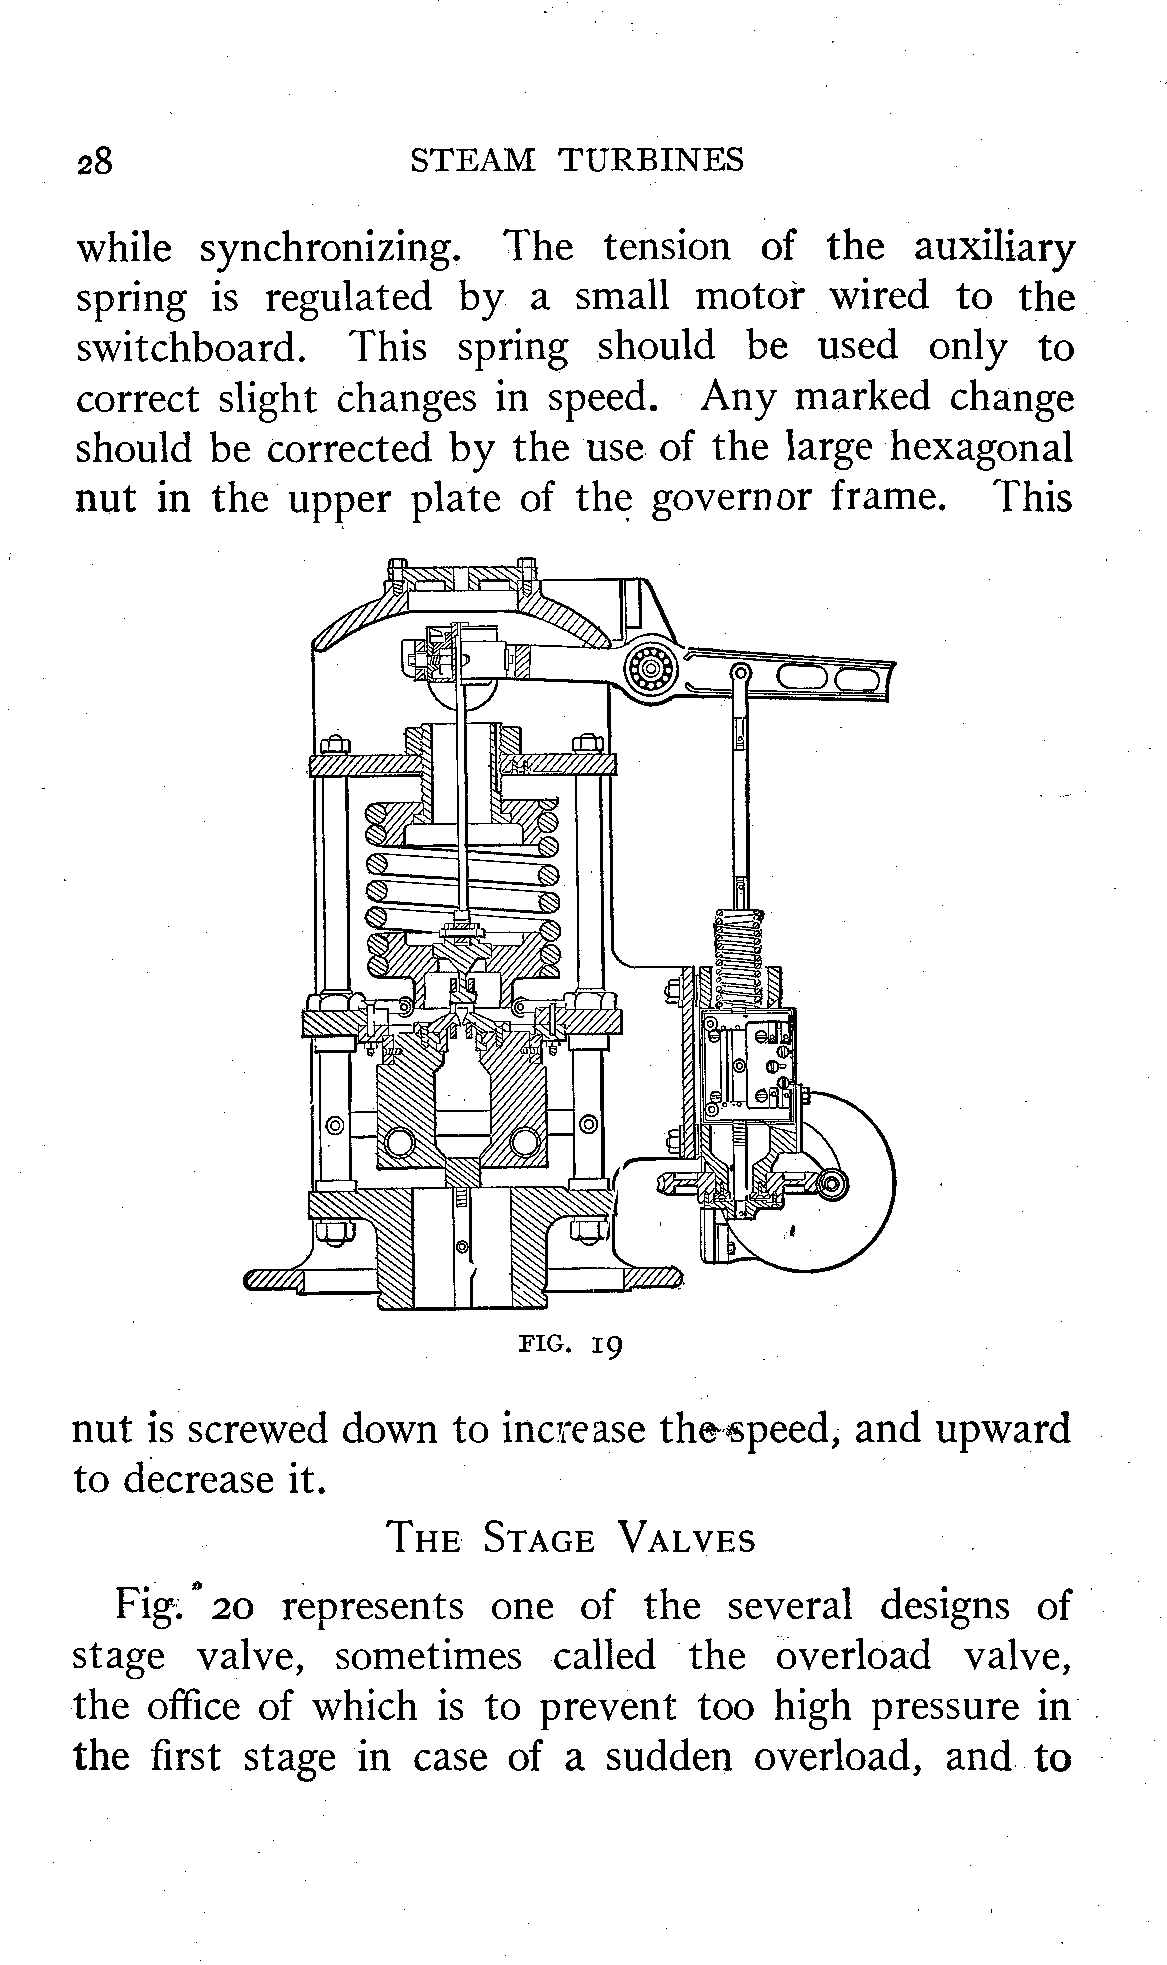 28 STEAM TURBINES
while synchronizing. The tension of the auxiliary
spring is regulated by a small motor wired to the
switchboard. This spring should be used only to
correct slight changes in speed. Any marked change
should be corrected by the use of the large hexagonal
nut in the upper plate of the governor frame. This
FIG. 19
nut is screwed down to increase the speed, and upward
to decrease it.
THE STAGE VALVES
Fig. 20 represents one of the several designs of
stage valve, sometimes called the overload valve,
the office of which is to prevent too high pressure in
the first stage in case of a sudden overload, and to